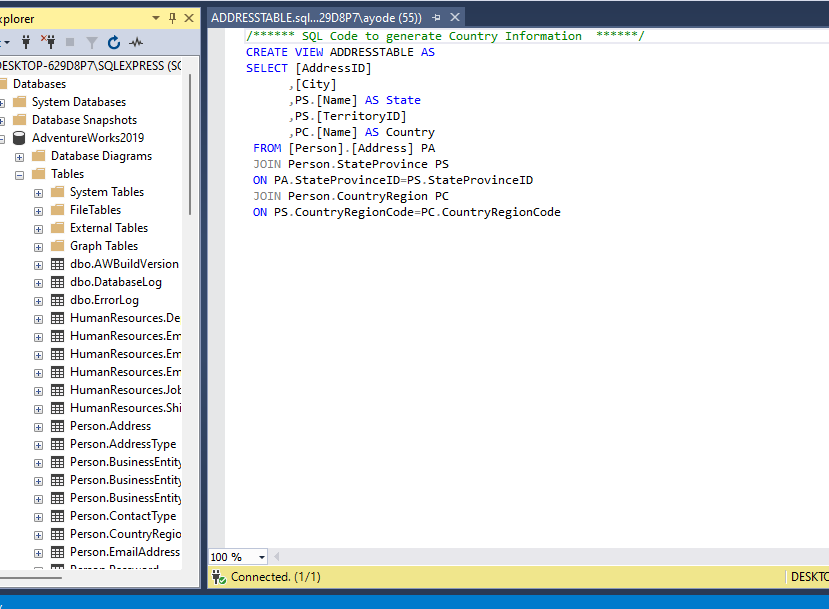 xplorer
ESKTOP-629D8P7\SQLEXPRESS (SC
Databases
System Databases
Database Snapshots
AdventureWorks2019
Database Diagrams
Tables
System Tables
FileTables
External Tables
Graph Tables
dbo.AWBuildVersion
dbo.DatabaseLog
dbo.ErrorLog
HumanResources.De
HumanResources.Em
HumanResources.Em
HumanResources.Em
HumanResources.Job
HumanResources.Shi
Person.Address
Person.AddressType
Person.BusinessEntity
Person.BusinessEntity
Person.BusinessEntity
Person.ContactType
Person.CountryRegio
Person.EmailAddress
Person.Password
ADDRESSTABLE.sql...29D8P7\ayode (55))
/****** SQL Code to generate Country Information  ******/
CREATE VIEW ADDRESSTABLE AS
SELECT [AddressID]
,[City]
,PS.[Name] AS State
,PS.[TerritoryID]
,PC.[Name] AS Country
FROM [Person].[Address] PA
JOIN Person.StateProvince PS
ON PA.StateProvinceID=PS.StateProvinceID
JOIN Person.CountryRegion PC
ON PS.CountryRegionCode=PC.CountryRegionCode
100 %
Connected. (1/1)
DESKTO